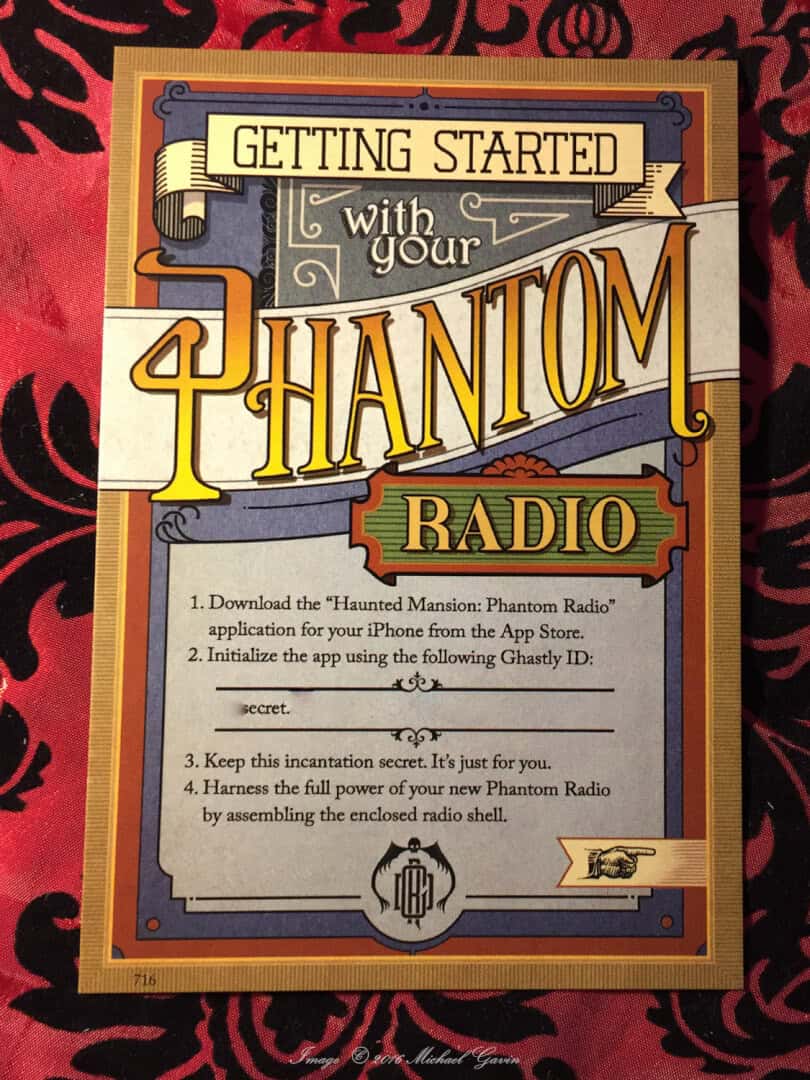 GETTING STARTED
with
your
PHANTOM
RADIO
1. Download the “Haunted Mansion: Phantom Radio”
application for your iPhone from the App Store.
2. Initialize the app using the following Ghastly ID:
secret.
3. Keep this incantation secret. It’s just for you.
4. Harness the full power of your new Phantom Radio
by assembling the enclosed radio shell.
716
Image © 2016 Michael Gavin